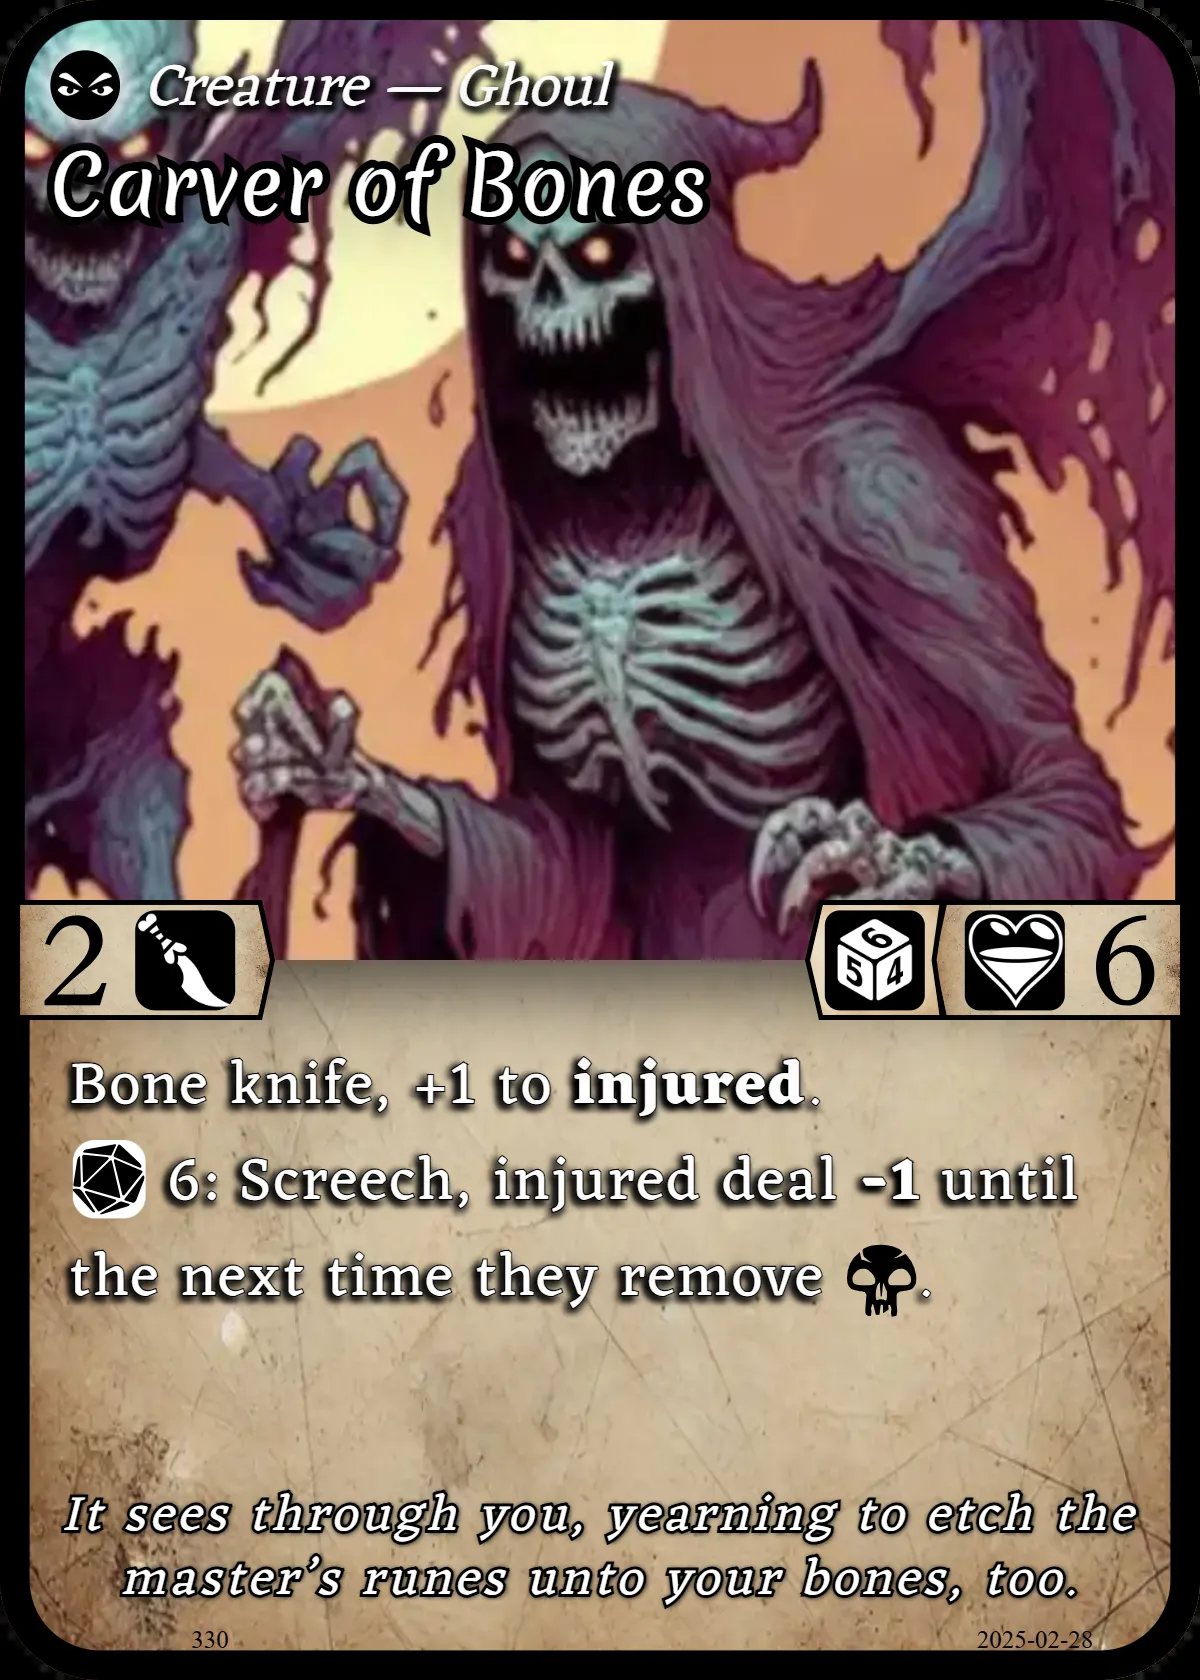 Creature — Ghoul
Carver of Bones
2
6
5 4
6
Bone knife, +1 to injured.
6: Screech, injured deal -1 until
the next time they remove .
It sees through you, yearning to etch the
master’s runes unto your bones, too.
330
2025-02-28